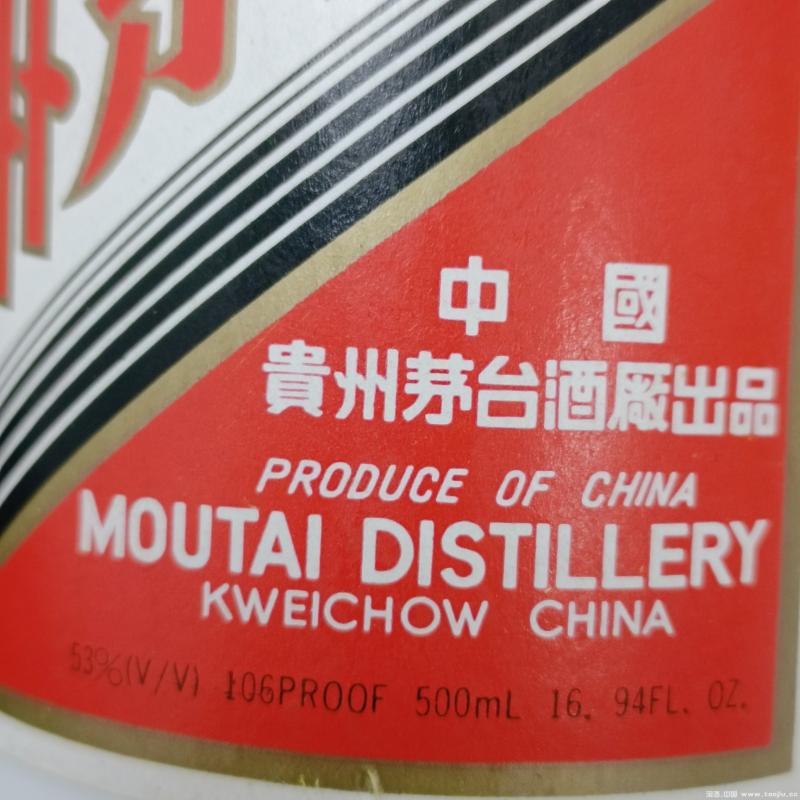 中國
貴州茅台酒廠出品
PRODUCE OF CHINA
MOUTAI DISTILLERY
KWEICHOW CHINA
53%(V/V) 106PROOF 500mL 16. 94FL. OZ.